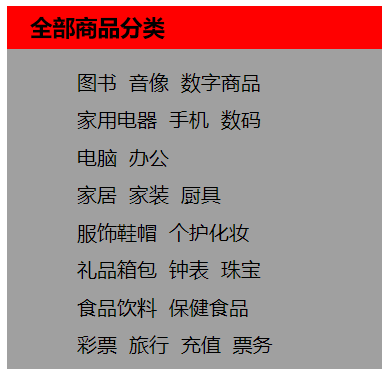 全部商品分类
图书 音像 数字商品
家用电器 手机 数码
电脑 办公
家居 家装 厨具
服饰鞋帽 个护化妆
礼品箱包 钟表 珠宝
食品饮料 保健食品
彩票 旅行 充值 票务